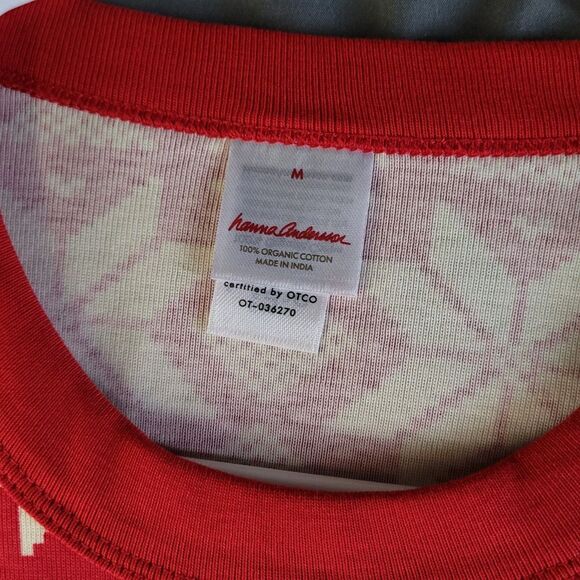 M
hanna andersson
100% ORGANIC COTTON
MADE IN INDIA
certified by OTCO
OT-036270